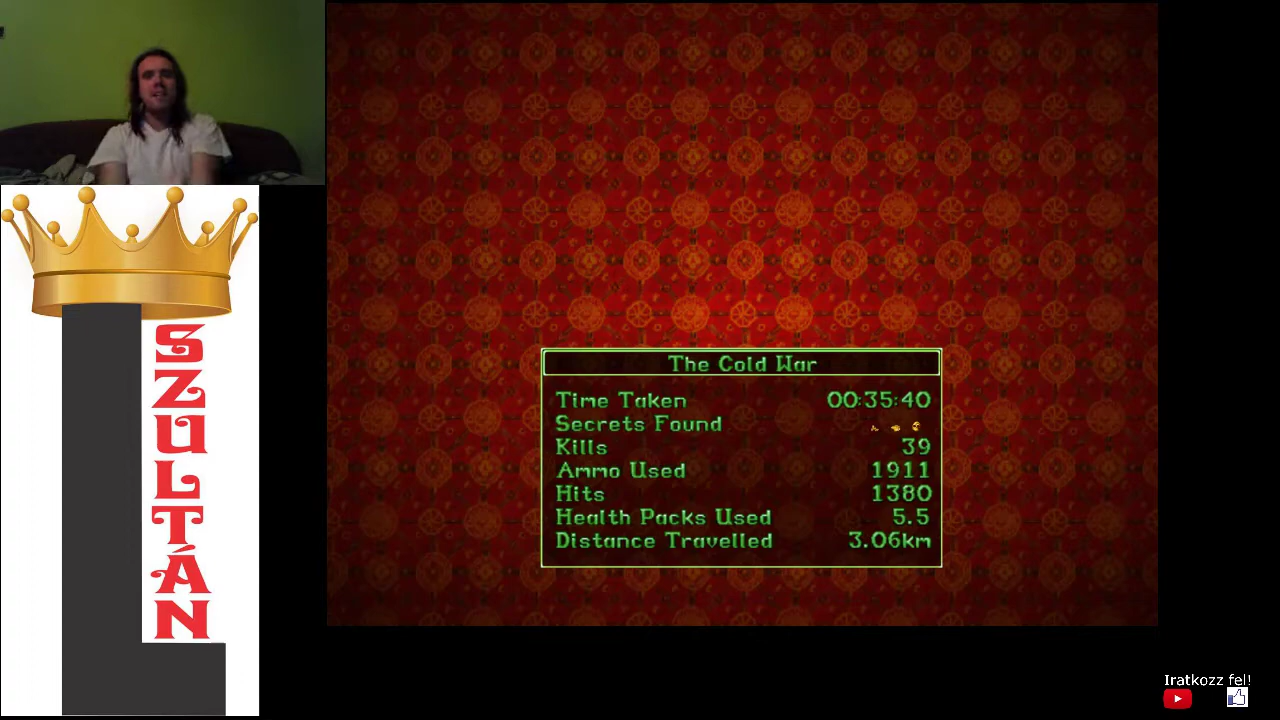 L
SZULTÁN
The Cold War
Time Taken 00:35:40
Secrets Found
Kills 39
Ammo Used 1911
Hits 1380
Health Packs Used 5.5
Distance Travelled 3.06km
Iratkozz fel!